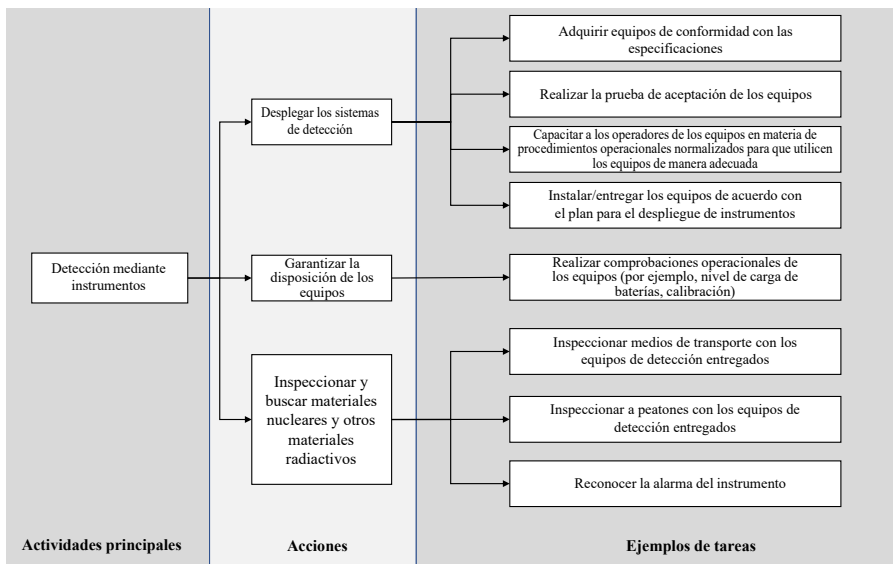 Adquirir equipos de conformidad con las
especificaciones
Realizar la prueba de aceptación de los equipos
Desplegar los sistemas
de detección
Capacitar a los operadores de los equipos en materia de
procedimientos operacionales normalizados para que utilicen
los equipos de manera adecuada
Instalar/entregar los equipos de acuerdo con
el plan para el despliegue de instrumentos
Detección mediante
instrumentos
Garantizar la
disposición de los
equipos
Realizar comprobaciones operacionales de
los equipos (por ejemplo, nivel de carga de
baterías, calibración)
Inspeccionar y
buscar materiales
nucleares y otros
materiales
radiactivos
Inspeccionar medios de transporte con los
equipos de detección entregados
Inspeccionar a peatones con los equipos de
detección entregados
Reconocer la alarma del instrumento
Actividades principales
Acciones
Ejemplos de tareas